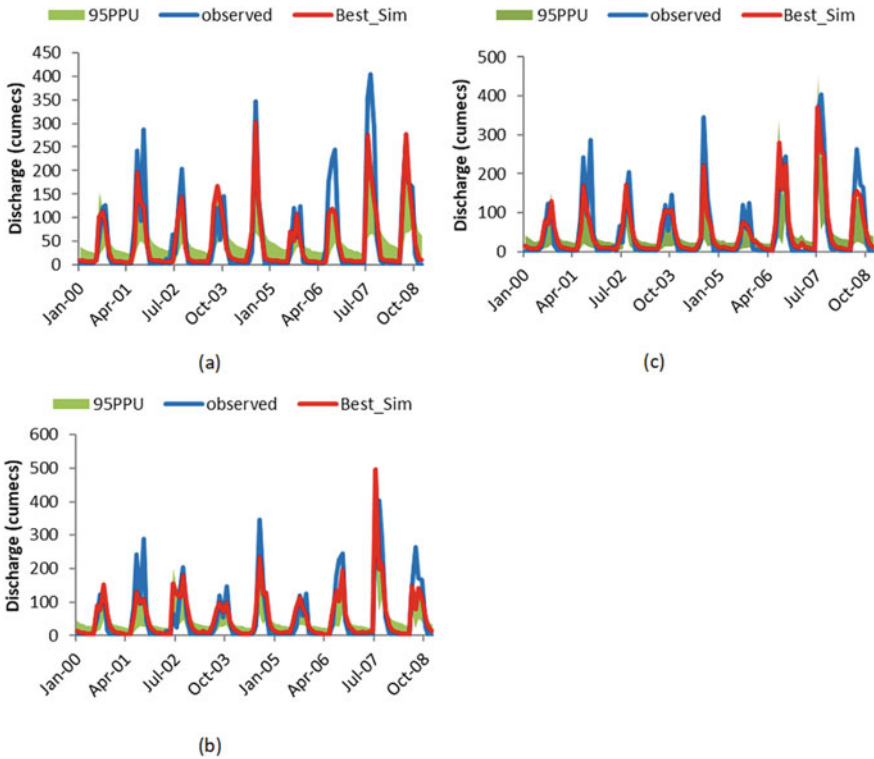 95PPU observed Best_Sim
Discharge (cumecs)
450
400
350
300
250
200
150
100
50
0
Jan-00 Apr-01 Jul-02 Oct-03 Jan-05 Apr-06 Jul-07 Oct-08
(a)
95PPU observed Best_Sim
Discharge (cumecs)
500
400
300
200
100
0
Jan-00 Apr-01 Jul-02 Oct-03 Jan-05 Apr-06 Jul-07 Oct-08
(c)
95PPU observed Best_Sim
Discharge (cumecs)
600
500
400
300
200
100
0
Jan-00 Apr-01 Jul-02 Oct-03 Jan-05 Apr-06 Jul-07 Oct-08
(b)